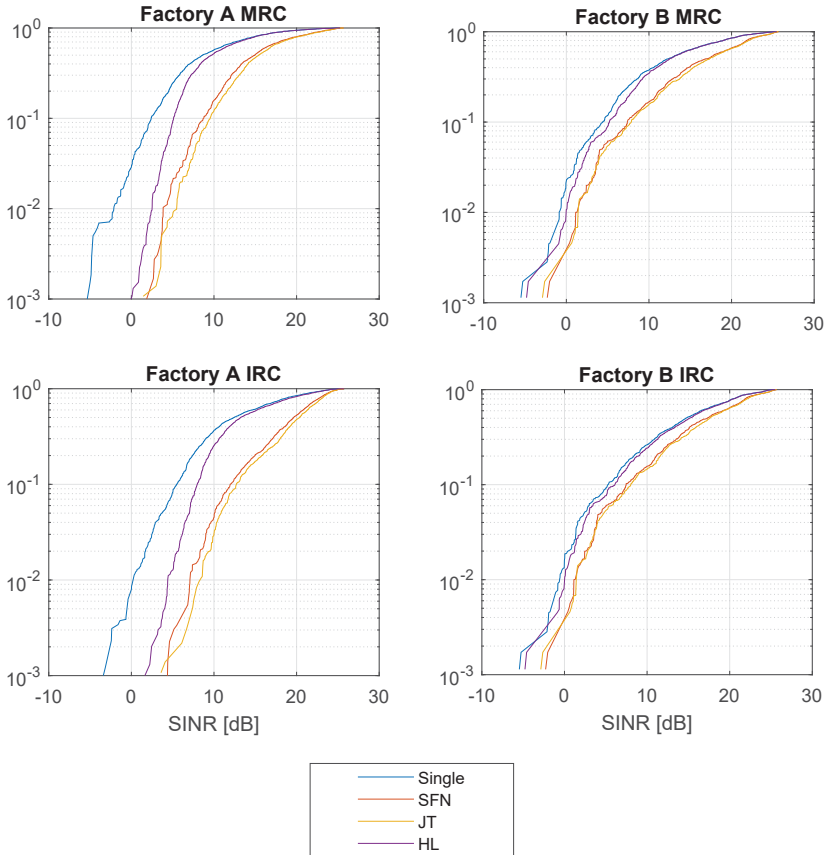 Factory A MRC
10^0
10^-1
10^-2
10^-3
-10 0 10 20 30
Factory B MRC
10^0
10^-1
10^-2
10^-3
-10 0 10 20 30
Factory A IRC
10^0
10^-1
10^-2
10^-3
-10 0 10 20 30
SINR [dB]
Factory B IRC
10^0
10^-1
10^-2
10^-3
-10 0 10 20 30
SINR [dB]
Single
SFN
JT
HL